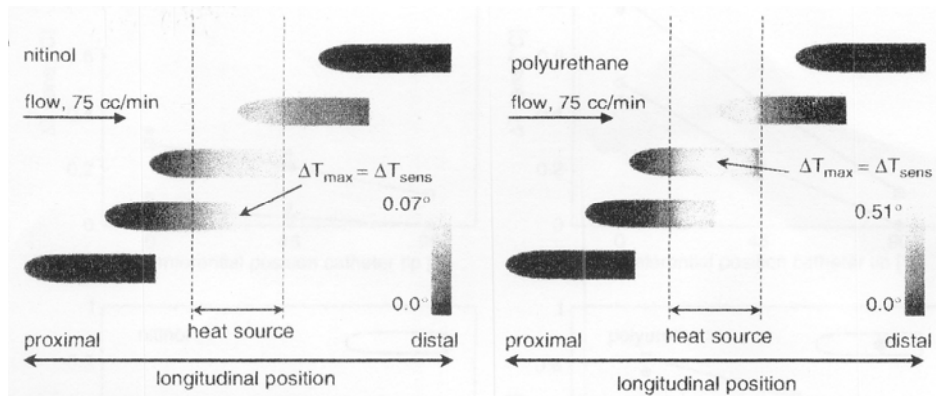 nitinol
flow, 75 cc/min
ΔTmax = ΔTsens
0.07°
0.0°
heat source
proximal
distal
longitudinal position
polyurethane
flow, 75 cc/min
ΔTmax = ΔTsens
0.51°
0.0°
heat source
proximal
distal
longitudinal position